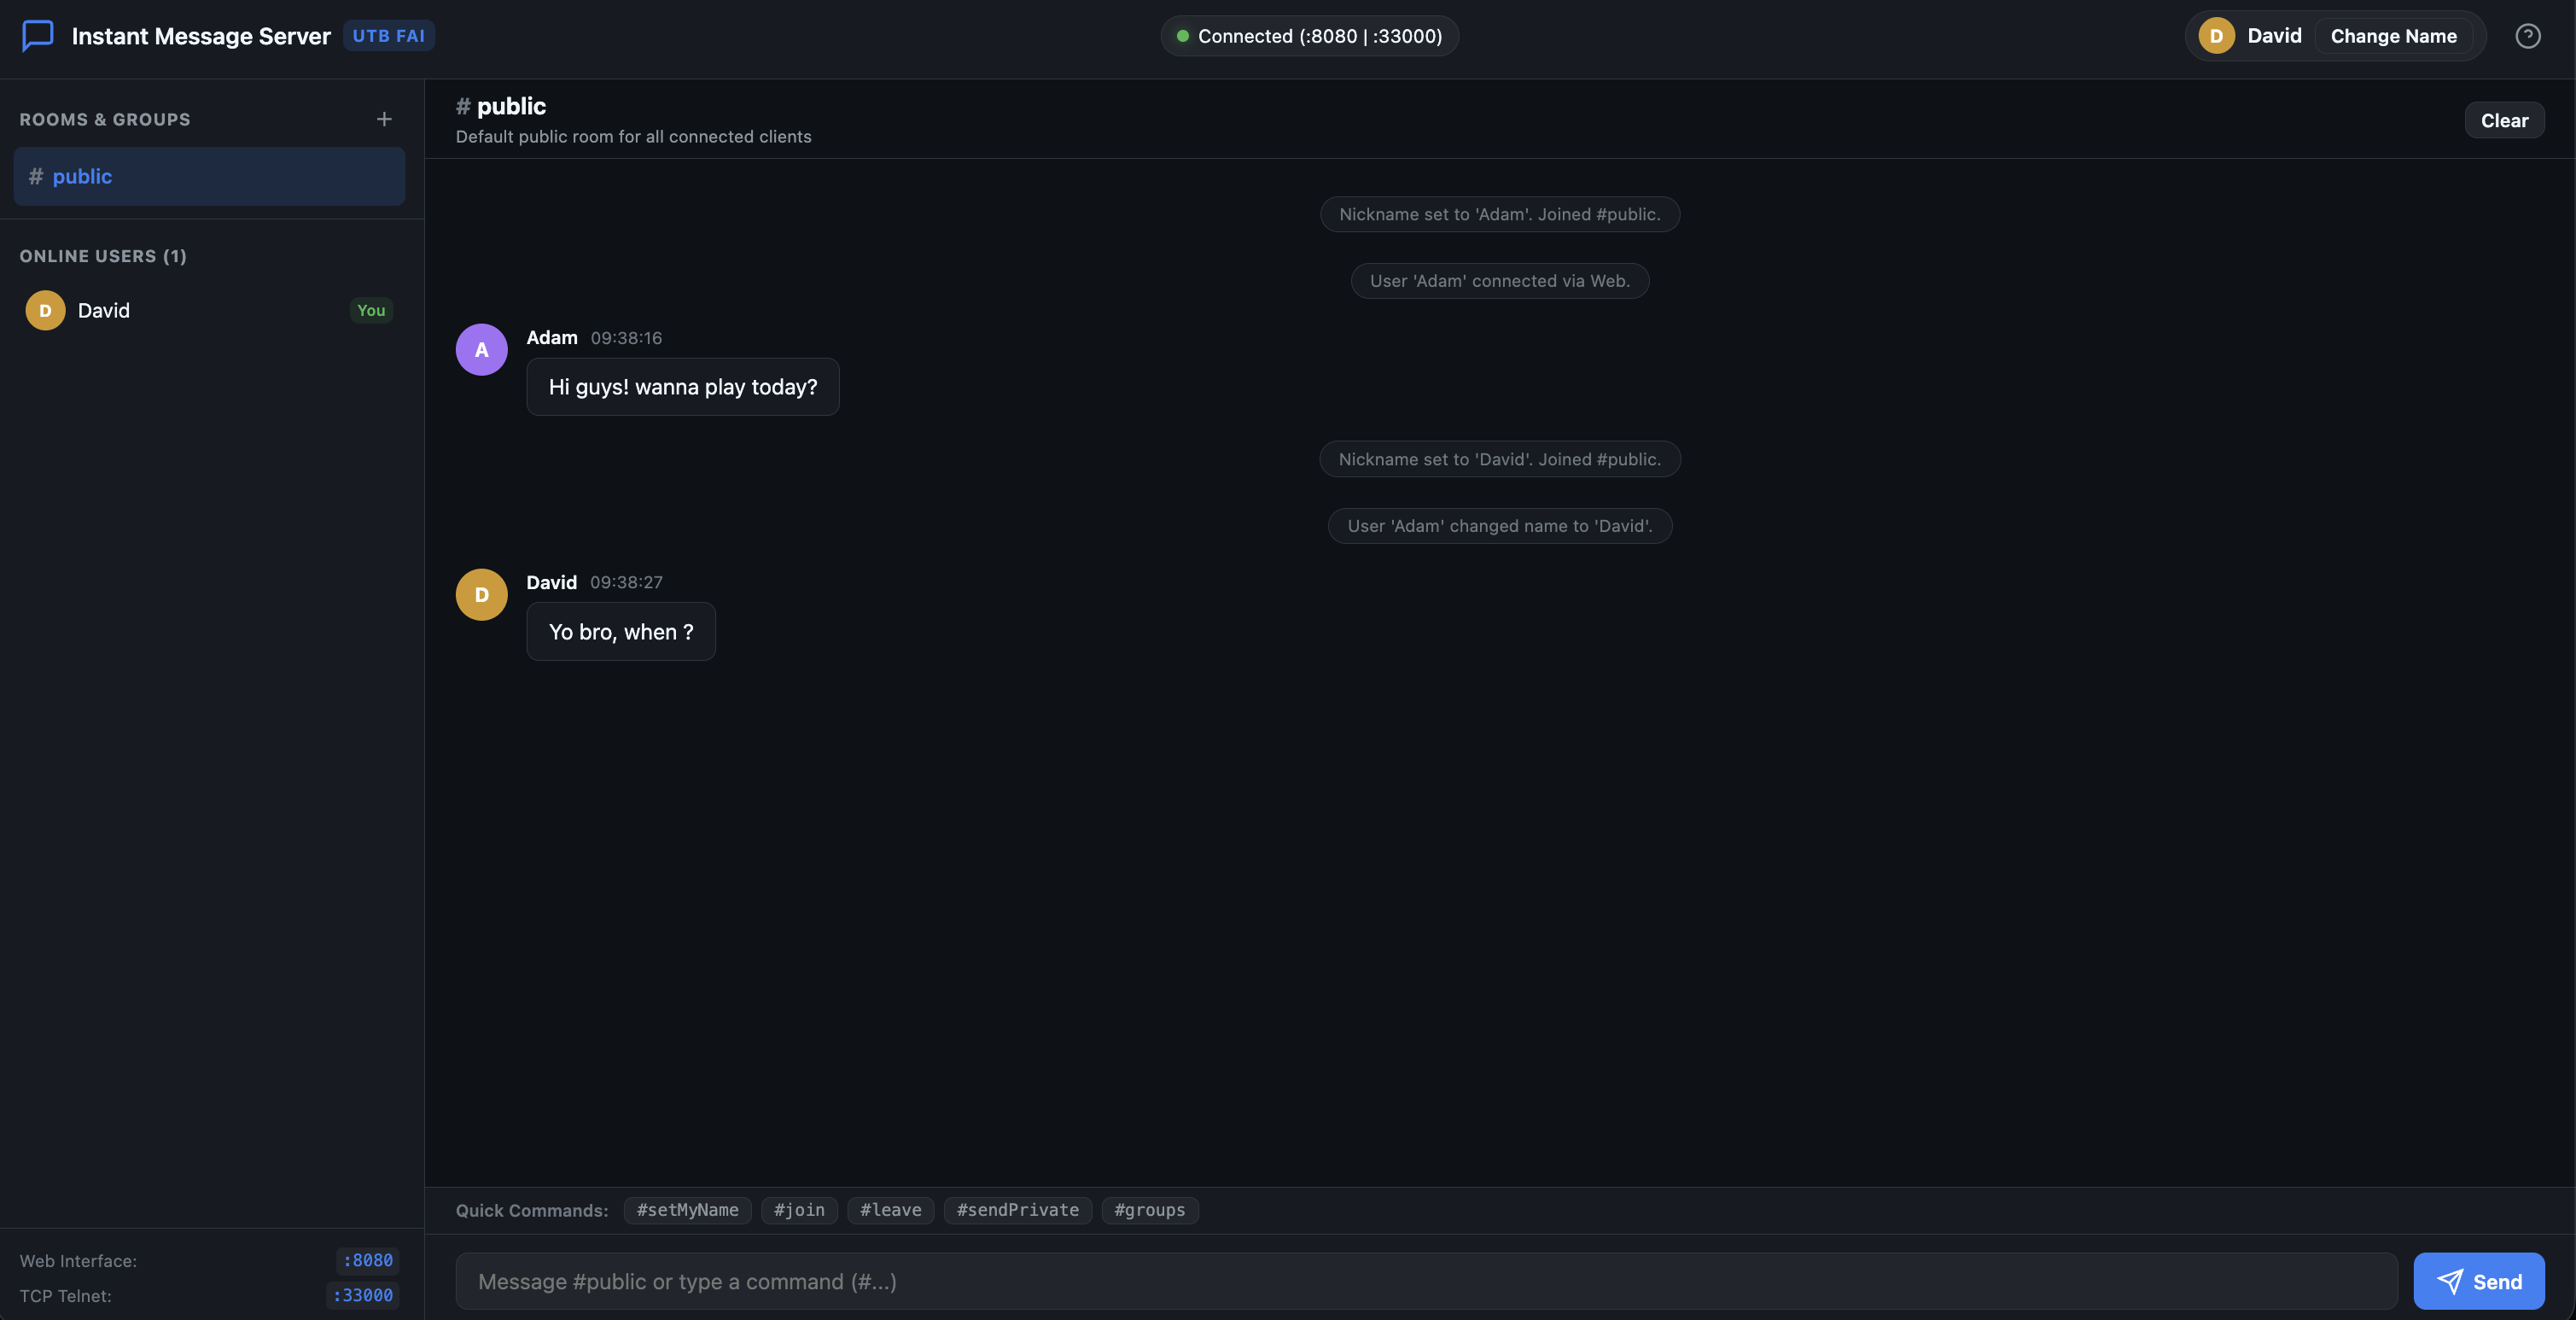 Instant Message Server UTB FAI
Connected (:8080 | :33000)
D David Change Name ?
ROOMS & GROUPS +
# public
ONLINE USERS (1)
D David You
Web Interface: :8080
TCP Telnet: :33000
# public
Default public room for all connected clients
Clear
Nickname set to 'Adam'. Joined #public.
User 'Adam' connected via Web.
A Adam 09:38:16
Hi guys! wanna play today?
Nickname set to 'David'. Joined #public.
User 'Adam' changed name to 'David'.
D David 09:38:27
Yo bro, when ?
Quick Commands: #setMyName #join #leave #sendPrivate #groups
Message #public or type a command (#...)
Send